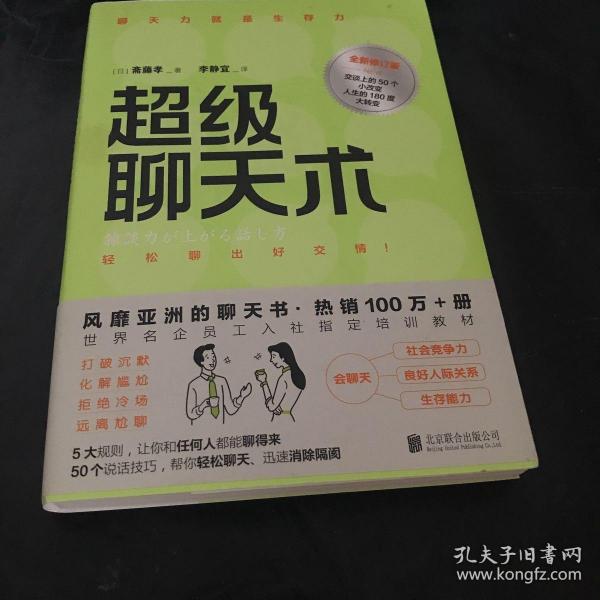 聊天力就是生存力
[日] 斋藤孝_著 李静宜_译
全新修订版
交谈上的50个
小改变
人生的180度
大转变
超级
聊天术
雑談力が上がる話し方
轻松聊出好交情！
风靡亚洲的聊天书·热销100万+册
世界名企员工入社指定培训教材
打破沉默
化解尴尬
拒绝冷场
远离尬聊
会聊天
社会竞争力
良好人际关系
生存能力
5大规则，让你和任何人都能聊得来
50个说话技巧，帮你轻松聊天、迅速消除隔阂
北京联合出版公司
Beijing United Publishing Co.,Ltd.
孔夫子旧书网
www.kongfz.com